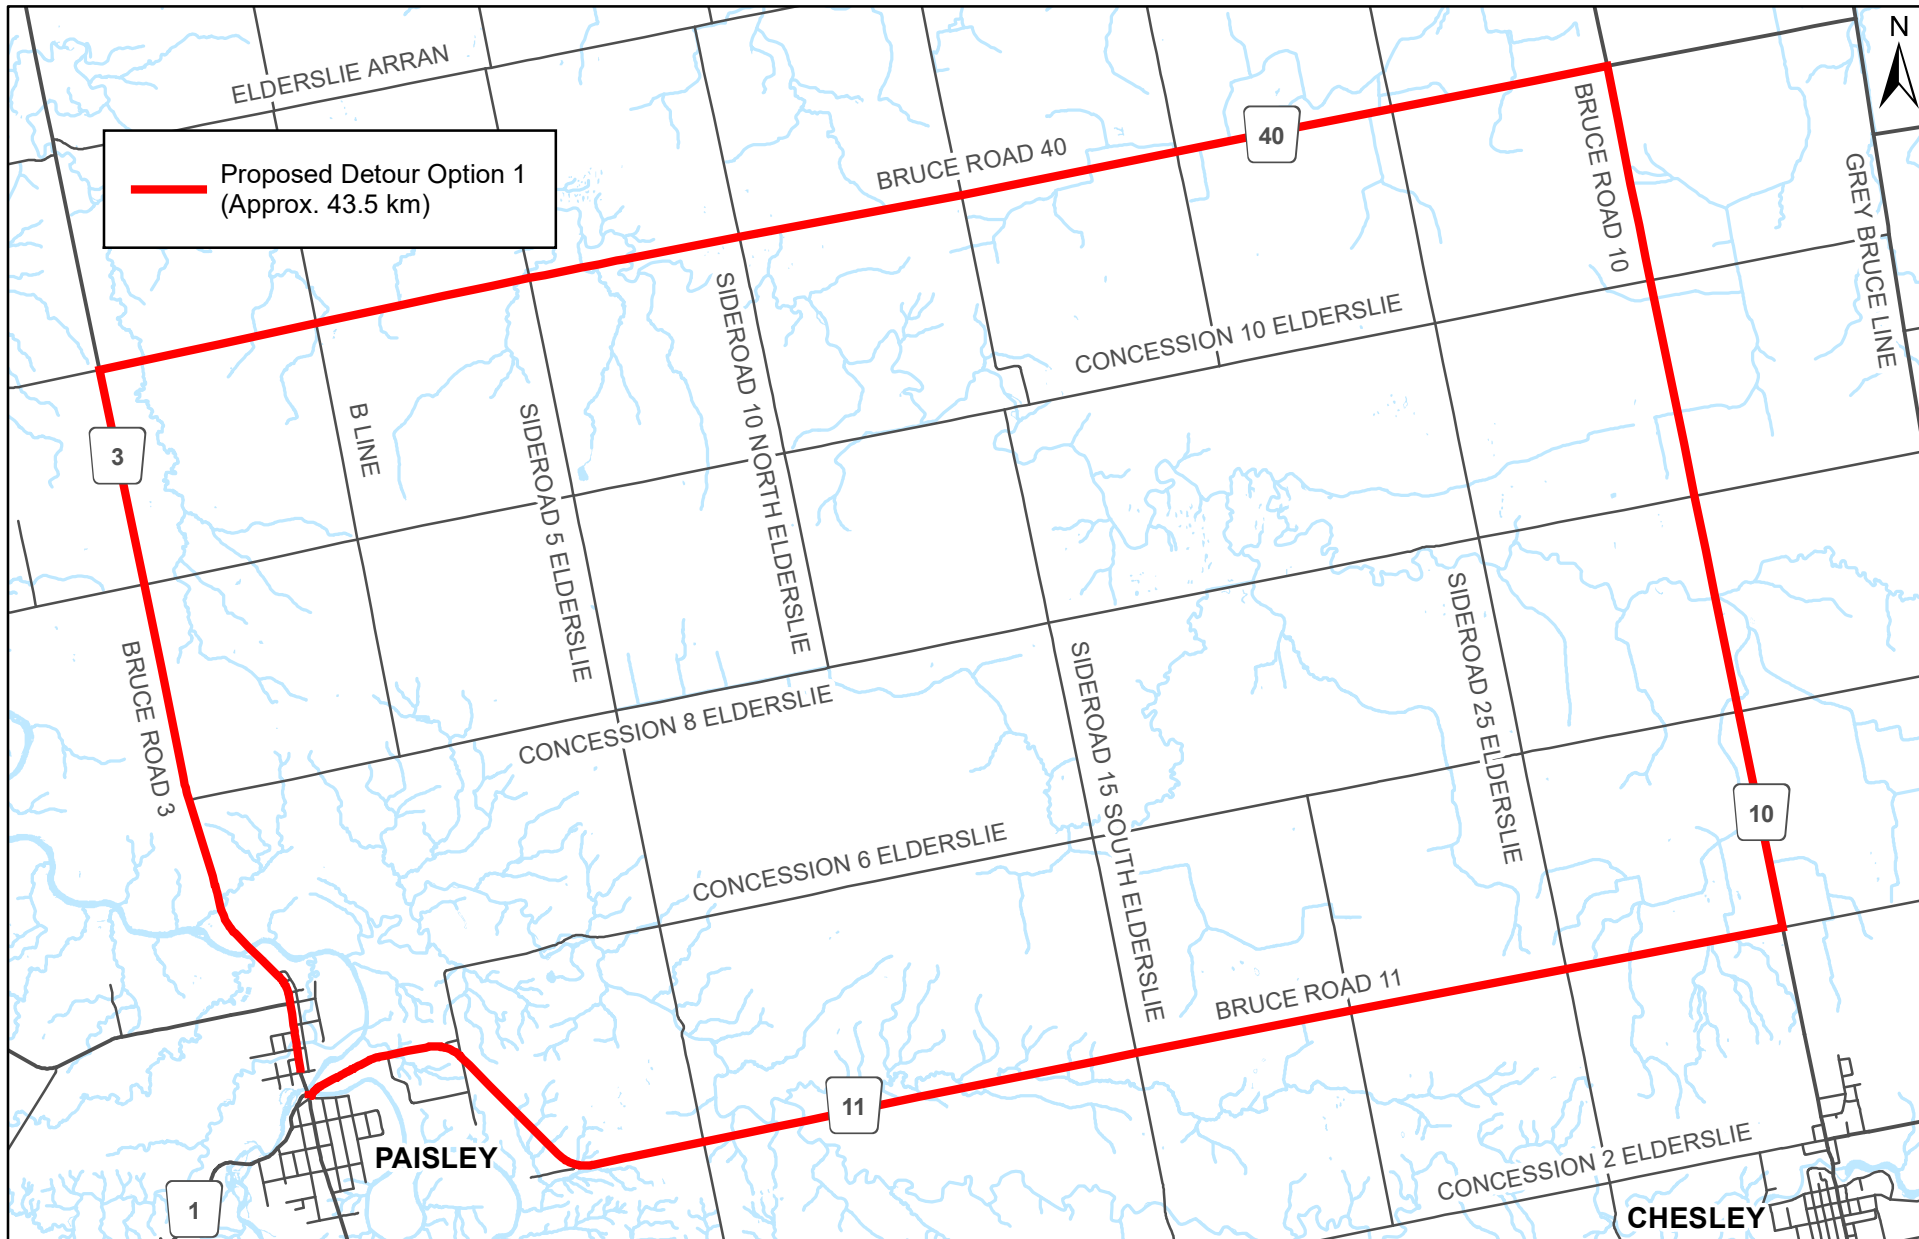 N
ELDERSLIE ARRAN
Proposed Detour Option 1
(Approx. 43.5 km)
BRUCE ROAD 40
40
BRUCE ROAD 10
GREY BRUCE LINE
SIDEROAD 10 NORTH ELDERSLIE
CONCESSION 10 ELDERSLIE
3
B LINE
SIDEROAD 5 ELDERSLIE
BRUCE ROAD 3
CONCESSION 8 ELDERSLIE
SIDEROAD 15 SOUTH ELDERSLIE
SIDEROAD 25 ELDERSLIE
10
CONCESSION 6 ELDERSLIE
BRUCE ROAD 11
11
PAISLEY
CONCESSION 2 ELDERSLIE
1
CHESLEY